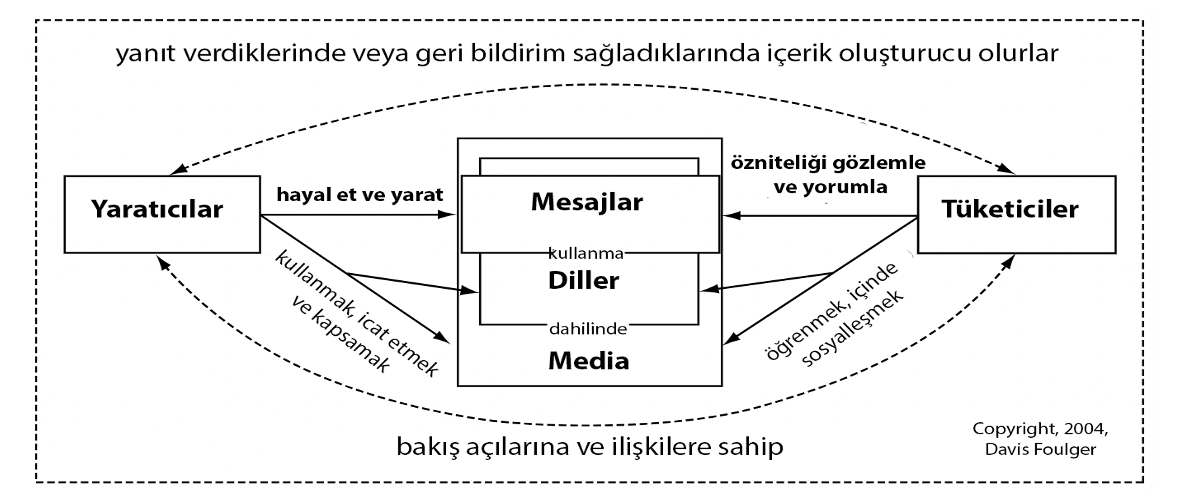 yanıt verdiklerinde veya geri bildirim sağladıklarında içerik oluşturucu olurlar
Yaratıcılar
hayal et ve yarat
Mesajlar
özniteliği gözlemle
ve yorumla
Tüketiciler
kullanma
Diller
dahilinde
Media
kullanmak, icat etmek
ve kapsamak
öğrenmek, içinde
sosyalleşmek
bakış açılarına ve ilişkilere sahip
Copyright, 2004,
Davis Foulger